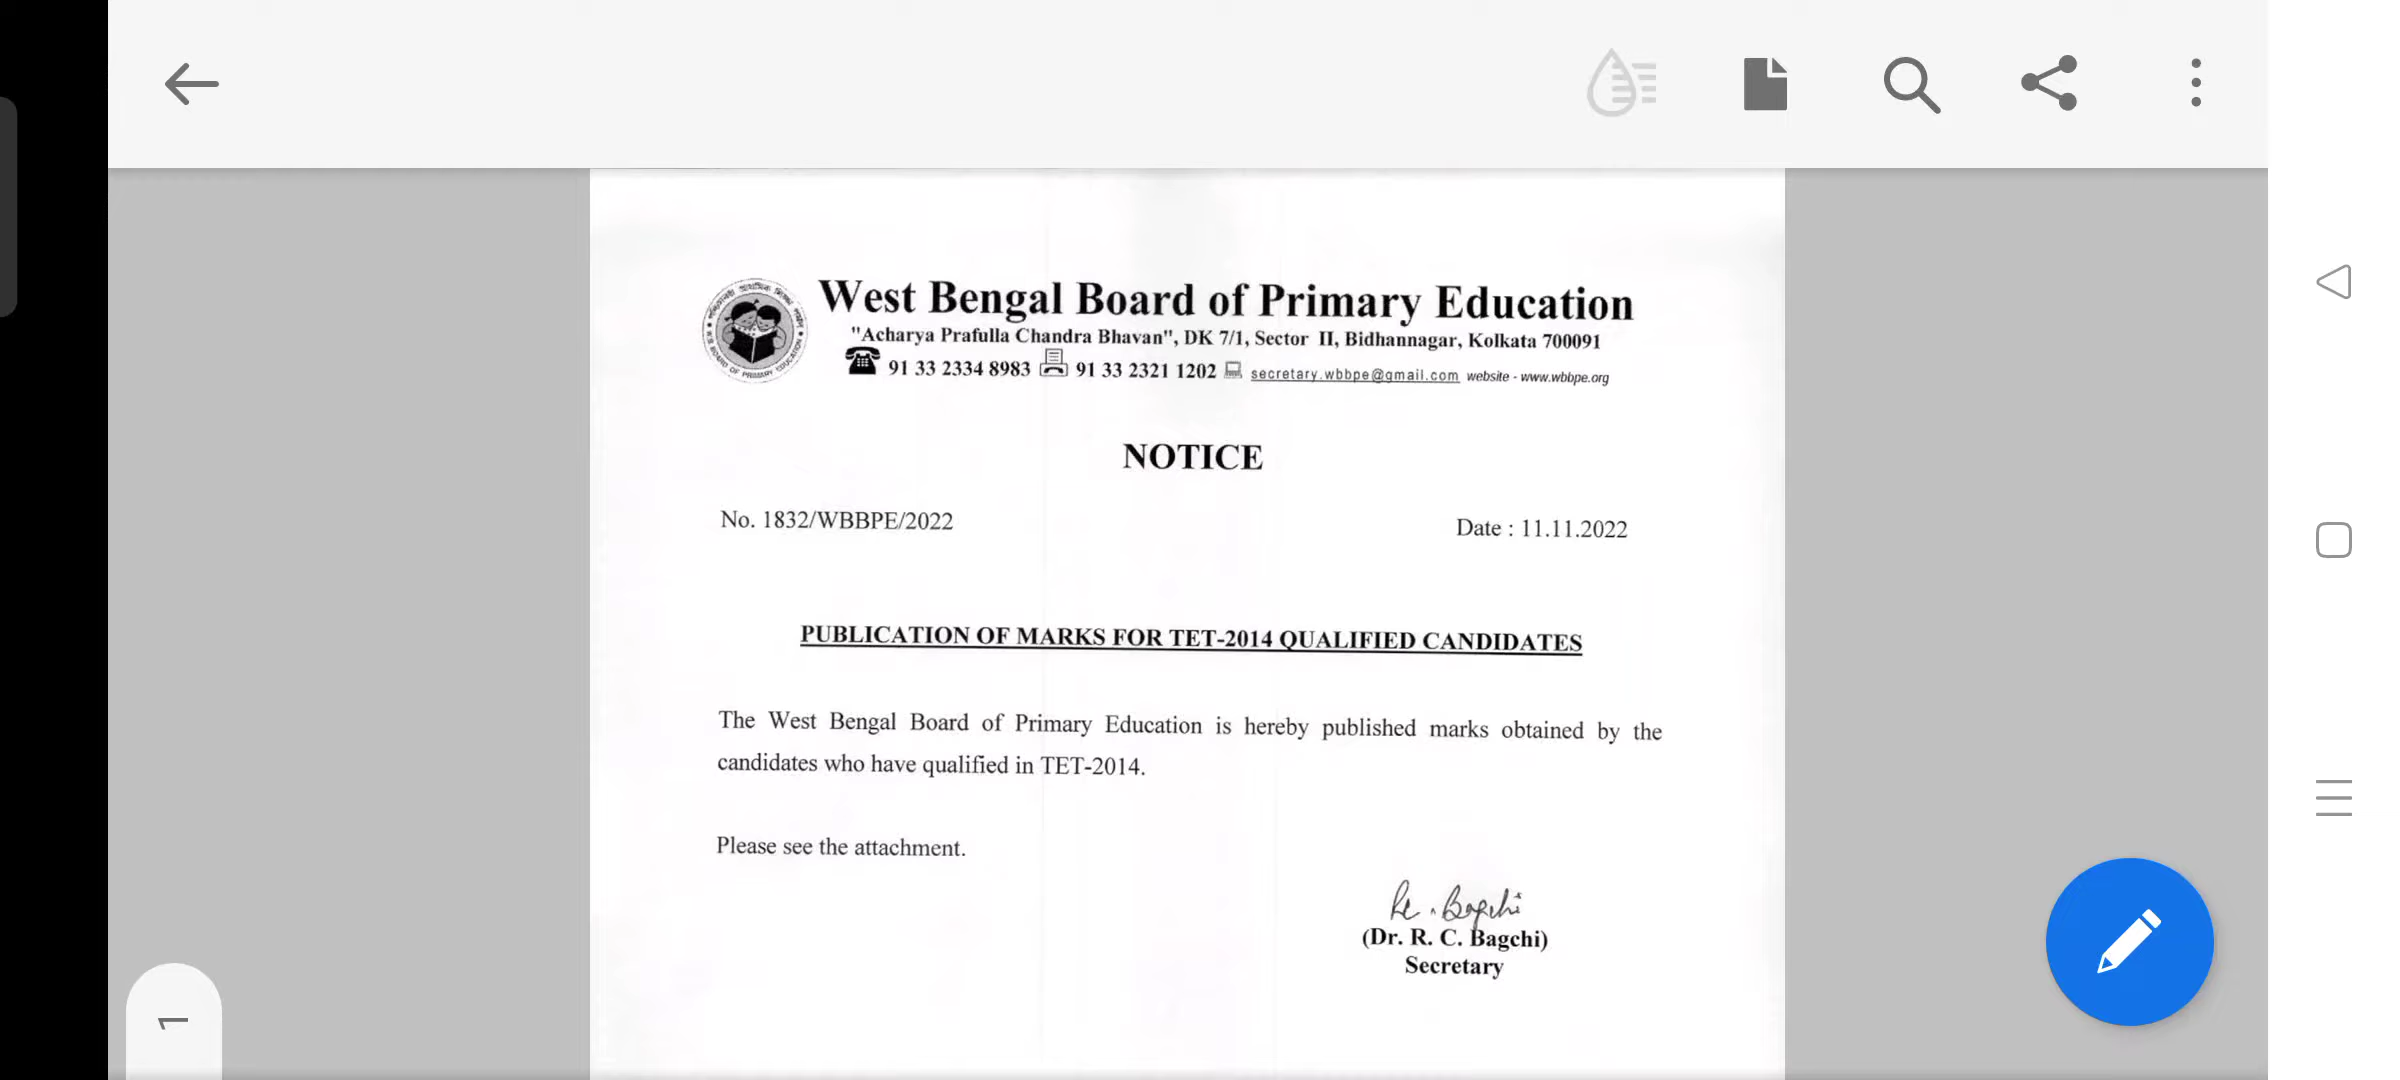 West Bengal Board of Primary Education
"Acharya Prafulla Chandra Bhavan", DK 7/1, Sector II, Bidhannagar, Kolkata 700091
91 33 2334 8983 91 33 2321 1202 secretary.wbbpe@gmail.com website - www.wbbpe.org
NOTICE
No. 1832/WBBPE/2022
Date : 11.11.2022
PUBLICATION OF MARKS FOR TET-2014 QUALIFIED CANDIDATES
The West Bengal Board of Primary Education is hereby published marks obtained by the
candidates who have qualified in TET-2014.
Please see the attachment.
(Dr. R. C. Bagchi)
Secretary
1